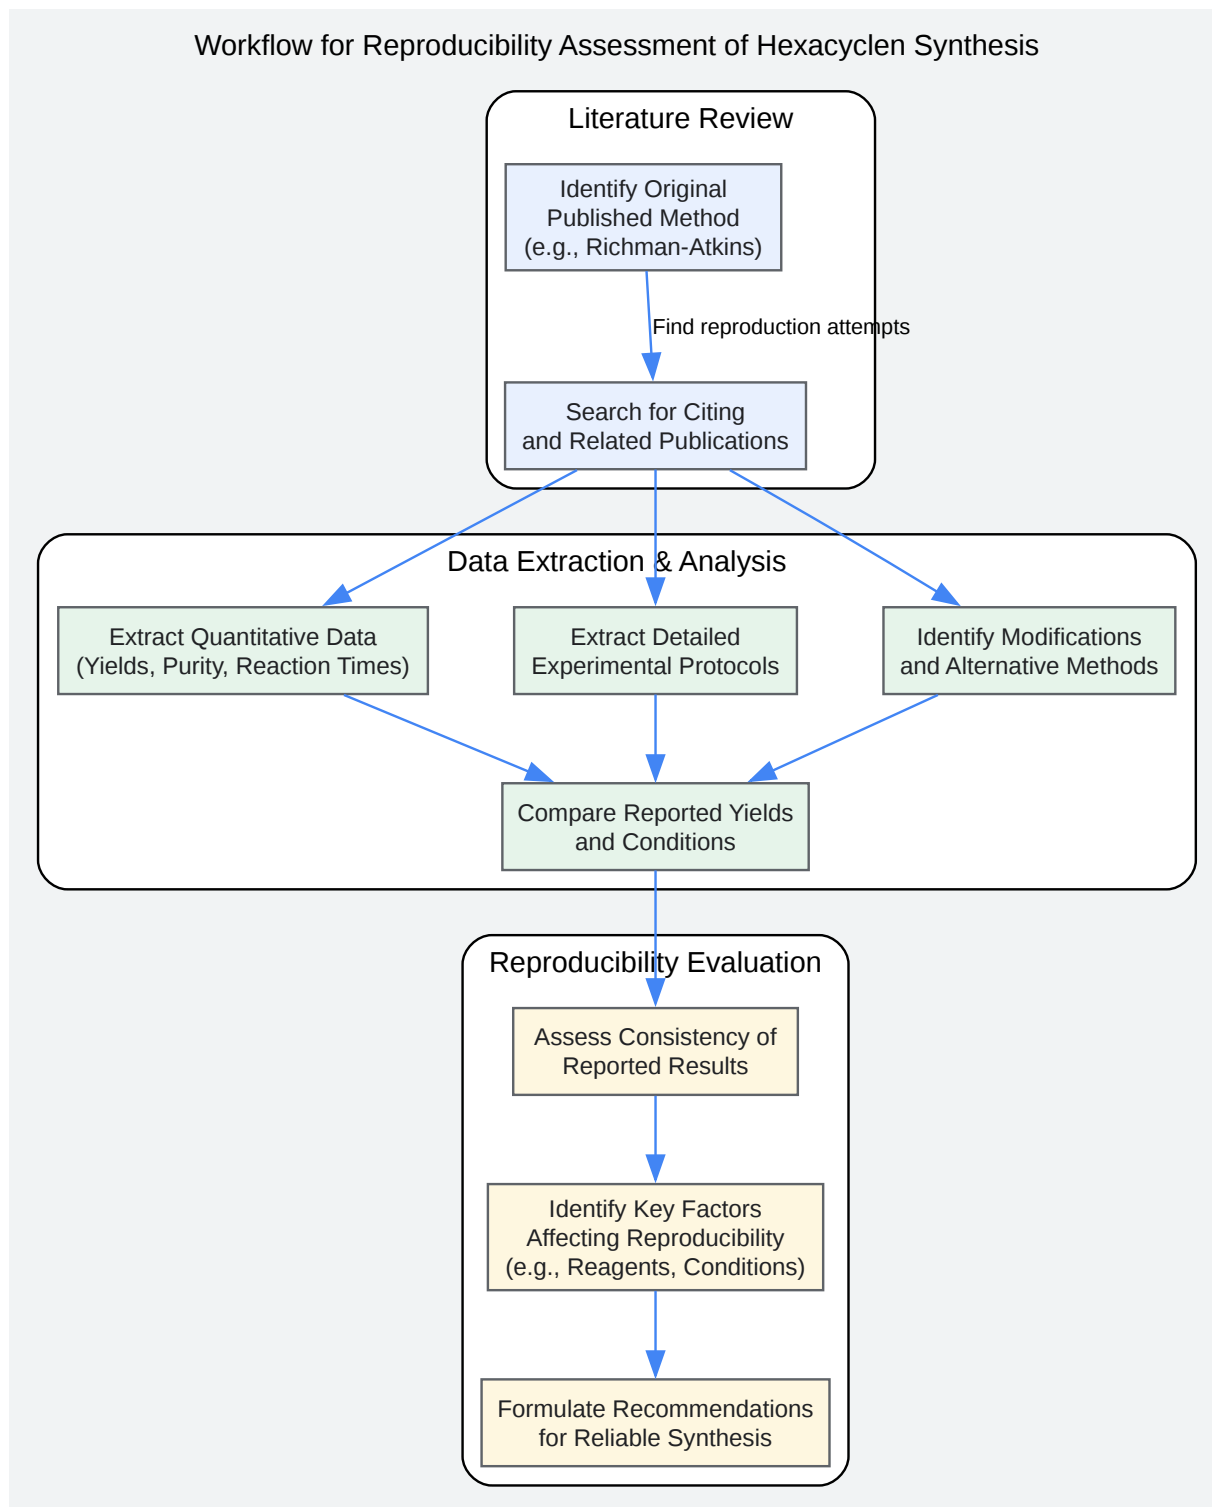 Workflow for Reproducibility Assessment of Hexacyclen Synthesis
Literature Review
Identify Original
Published Method
(e.g., Richman-Atkins)
Find reproduction attempts
Search for Citing
and Related Publications
Data Extraction & Analysis
Extract Quantitative Data
(Yields, Purity, Reaction Times)
Extract Detailed
Experimental Protocols
Identify Modifications
and Alternative Methods
Compare Reported Yields
and Conditions
Reproducibility Evaluation
Assess Consistency of
Reported Results
Identify Key Factors
Affecting Reproducibility
(e.g., Reagents, Conditions)
Formulate Recommendations
for Reliable Synthesis